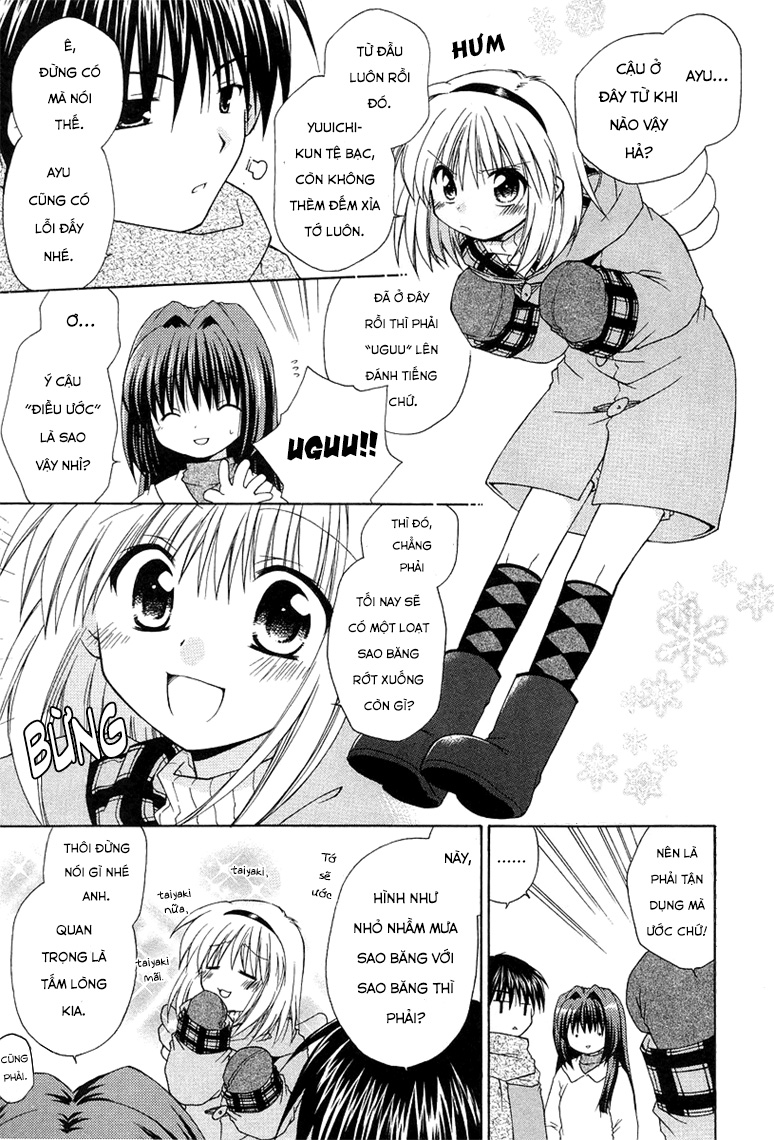 AYU...
CẬU Ở
ĐÂY TỪ KHI
NÀO VẬY
HẢ?
HƯM
TỪ ĐẦU
LUÔN RỒI
ĐÓ.
YUUICHI-
KUN TỆ BẠC,
CÒN KHÔNG
THÈM ĐẾM XỈA
TỚ LUÔN.
Ê,
ĐỪNG CÓ
MÀ NÓI
THẾ.
AYU
CŨNG CÓ
LỖI ĐẤY
NHÉ.
ĐÃ Ở ĐÂY
RỒI THÌ PHẢI
"UGUU" LÊN
ĐÁNH TIẾNG
CHỨ.
UGUU!!
Ơ...
Ý CẬU
"ĐIỀU ƯỚC"
LÀ SAO
VẬY NHỈ?
THÌ ĐÓ,
CHẲNG
PHẢI
TỐI NAY SẼ
CÓ MỘT LOẠT
SAO BĂNG
RỚT XUỐNG
CÒN GÌ?
BỪNG
NÊN LÀ
PHẢI TẬN
DỤNG MÀ
ƯỚC CHỨ!
......
NÀY,
HÌNH NHƯ
NHỎ NHẦM MƯA
SAO BĂNG VỚI
SAO BĂNG THÌ
PHẢI?
Tớ
sẽ
ước
taiyaki,
taiyaki
nữa,
taiyaki
mãi.
THÔI ĐỪNG
NÓI GÌ NHÉ
ANH.
QUAN
TRỌNG LÀ
TẤM LÒNG
KIA.
CŨNG
PHẢI.